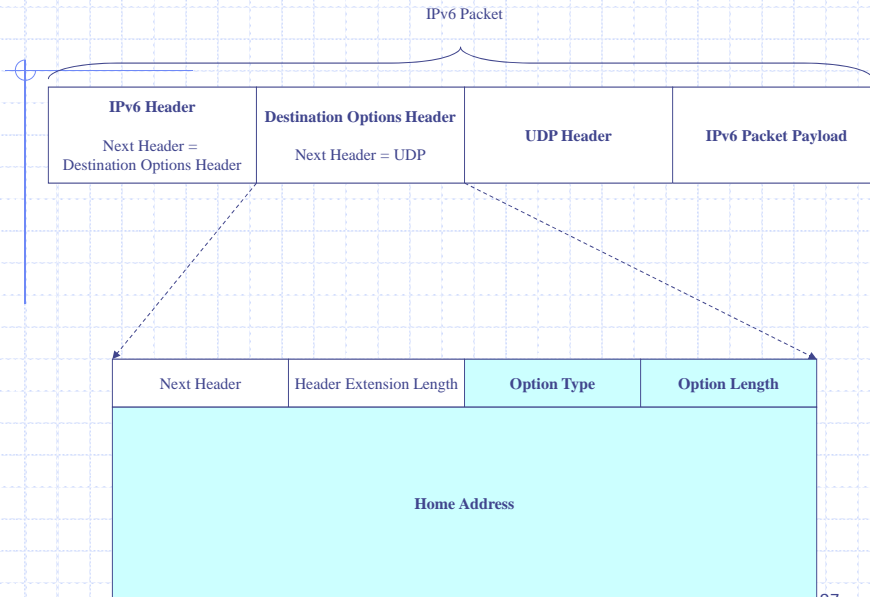 IPv6 Packet
IPv6 Header
Next Header =
Destination Options Header
Destination Options Header
Next Header = UDP
UDP Header
IPv6 Packet Payload
Next Header
Header Extension Length
Option Type
Option Length
Home Address